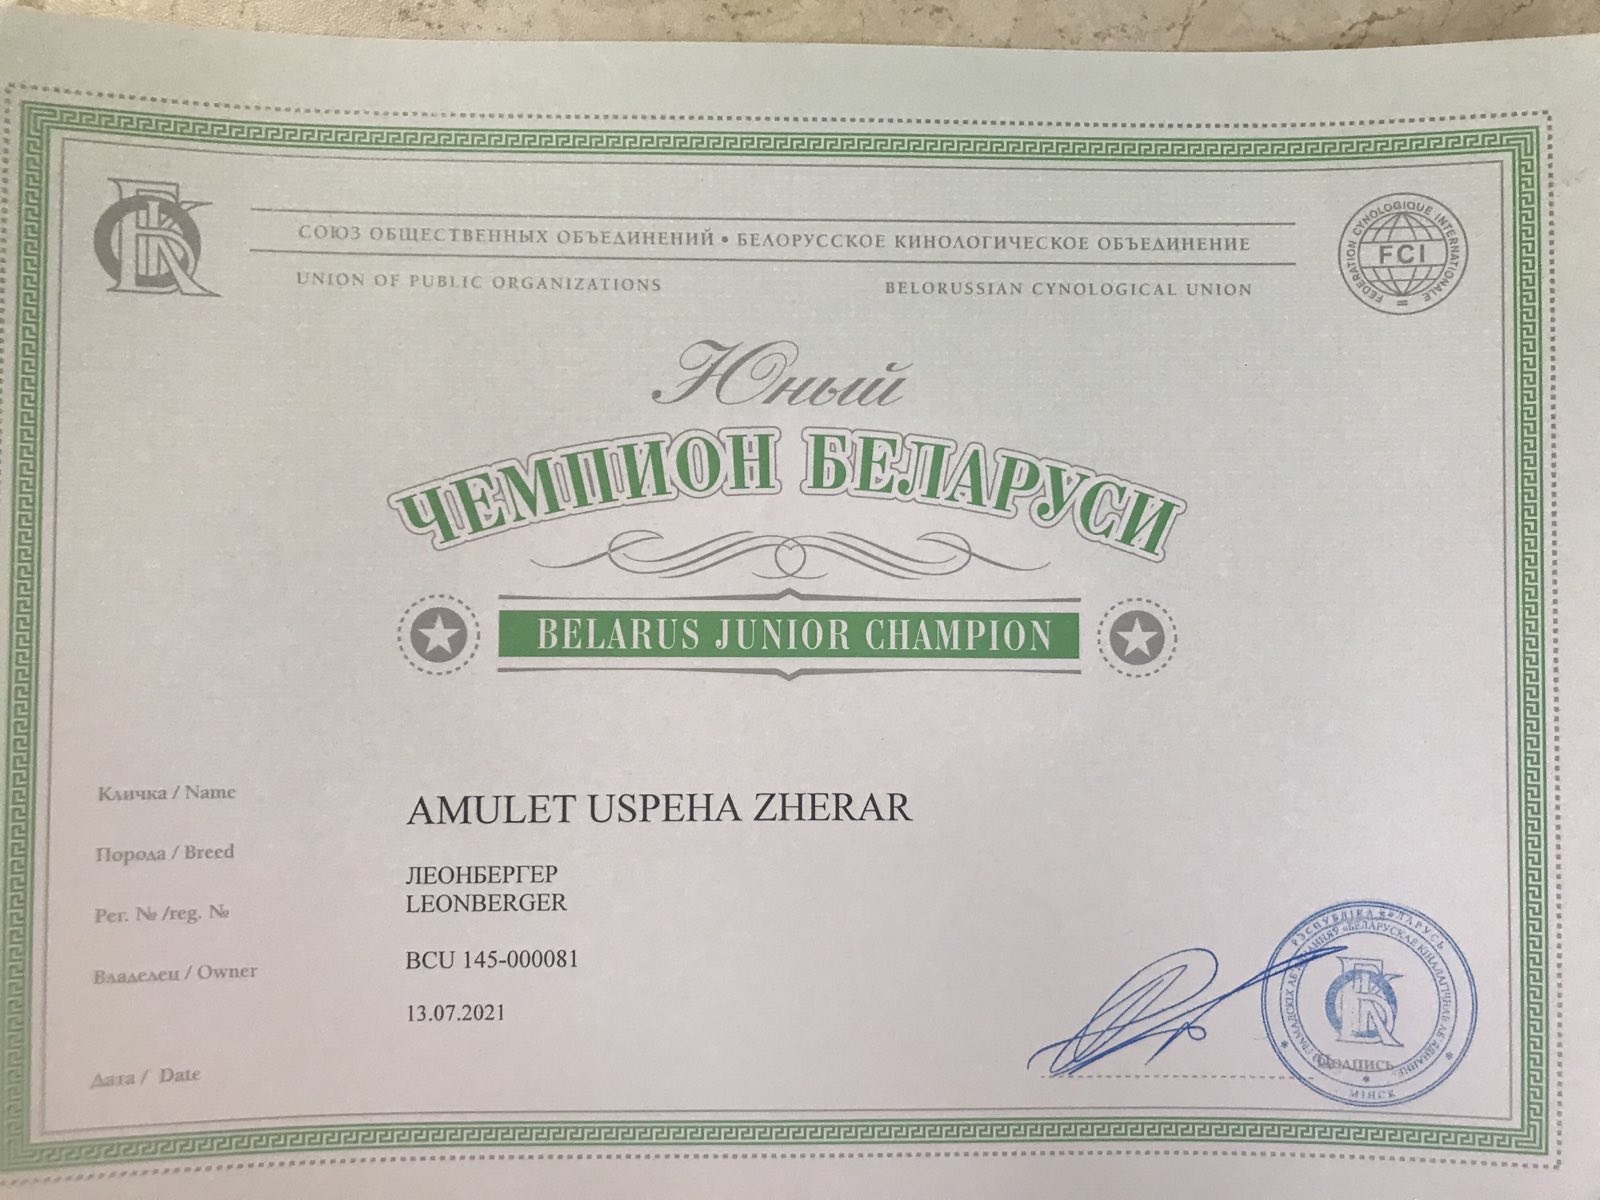 СОЮЗ ОБЩЕСТВЕННЫХ ОБЪЕДИНЕНИЙ • БЕЛОРУССКОЕ КИНОЛОГИЧЕСКОЕ ОБЪЕДИНЕНИЕ
UNION OF PUBLIC ORGANIZATIONS BELORUSSIAN CYNOLOGICAL UNION
FEDERATION CYNOLOGIQUE INTERNATIONALE
FCI
Юный
ЧЕМПИОН БЕЛАРУСИ
BELARUS JUNIOR CHAMPION
Кличка / Name
AMULET USPEHA ZHERAR
Порода / Breed
ЛЕОНБЕРГЕР
LEONBERGER
Рег. № /reg. №
BCU 145-000081
Владелец / Owner
13.07.2021
Дата / Date
Подпись
РЭСПУБЛІКА БЕЛАРУСЬ
«БЕЛАРУСКАЕ КІНАЛАГІЧНАЕ АБ'ЯДНАННЕ»
МІНСК